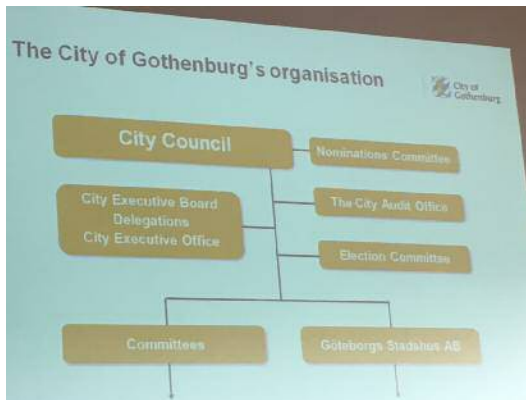 The City of Gothenburg's organisation
City of
Gothenburg
City Council
Nominations Committee
City Executive Board
Delegations
City Executive Office
The City Audit Office
Election Committee
Committees
Göteborgs Stadshus AB